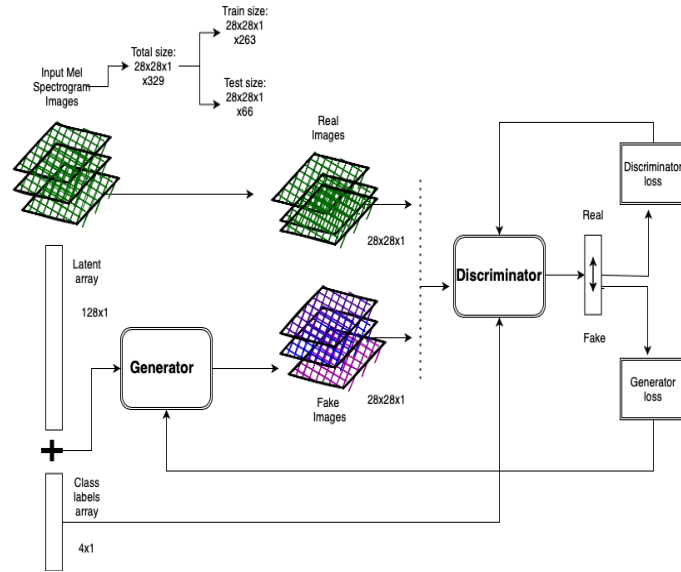 Train size:
28x28x1
x263
Total size:
28x28x1
x329
Input Mel
Spectrogram
Images
Test size:
28x28x1
x66
Real
Images
Discriminator
loss
Real
28x28x1
Latent
array
Discriminator
128x1
Fake
Generator
Generator
loss
Fake
Images
28x28x1
Class
labels
array
4x1